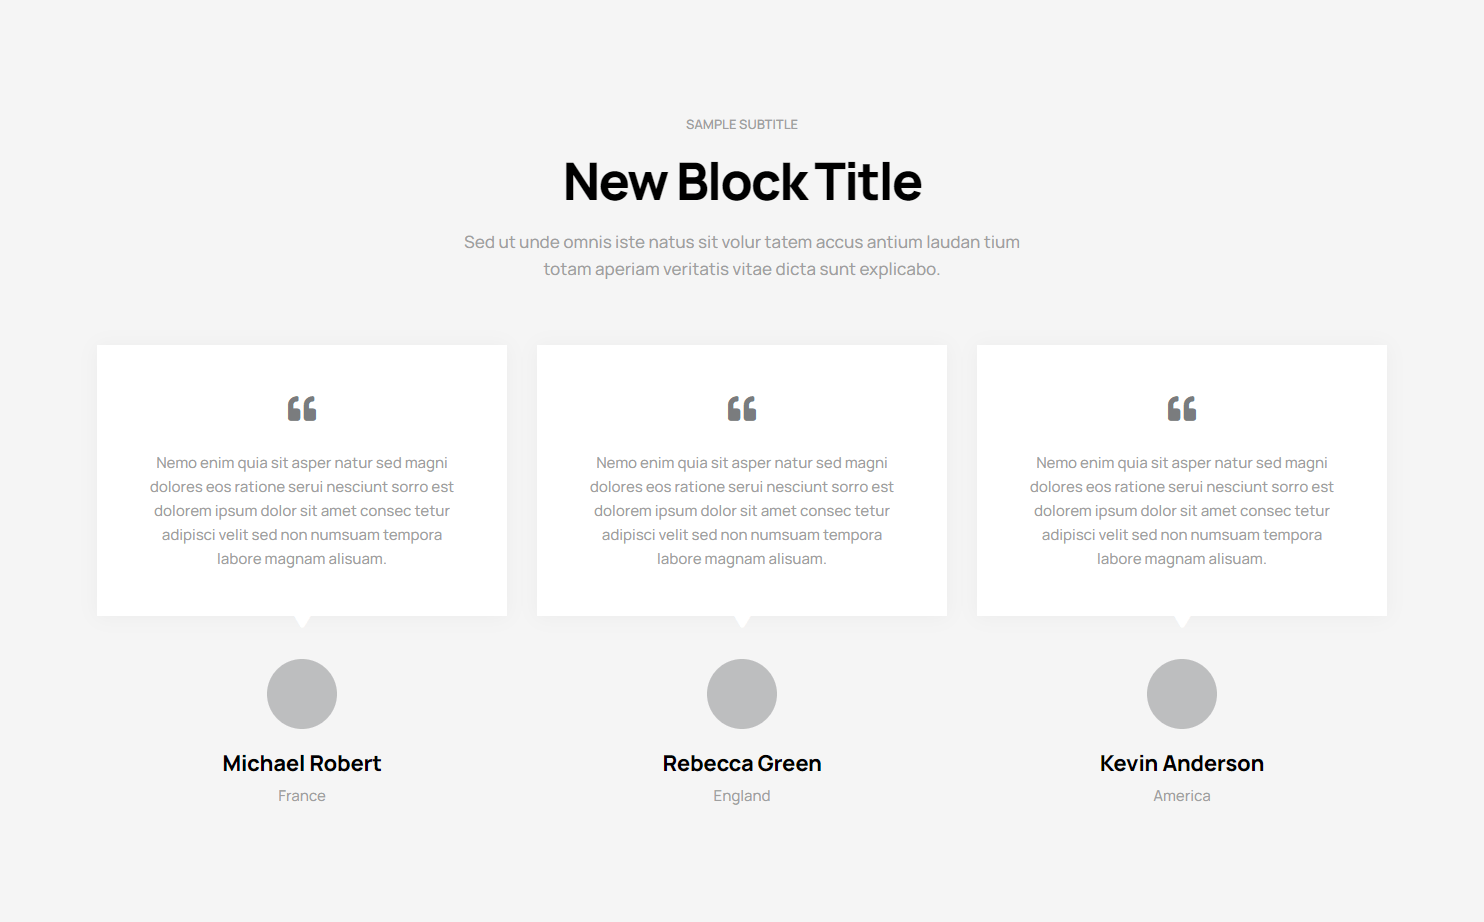 SAMPLE SUBTITLE
New Block Title
Sed ut unde omnis iste natus sit volur tatem accus antium laudan tium
totam aperiam veritatis vitae dicta sunt explicabo.
Nemo enim quia sit asper natur sed magni
dolores eos ratione serui nesciunt sorro est
dolorem ipsum dolor sit amet consec tetur
adipisci velit sed non numsuam tempora
labore magnam alisuam.
Michael Robert
France
Nemo enim quia sit asper natur sed magni
dolores eos ratione serui nesciunt sorro est
dolorem ipsum dolor sit amet consec tetur
adipisci velit sed non numsuam tempora
labore magnam alisuam.
Rebecca Green
England
Nemo enim quia sit asper natur sed magni
dolores eos ratione serui nesciunt sorro est
dolorem ipsum dolor sit amet consec tetur
adipisci velit sed non numsuam tempora
labore magnam alisuam.
Kevin Anderson
America